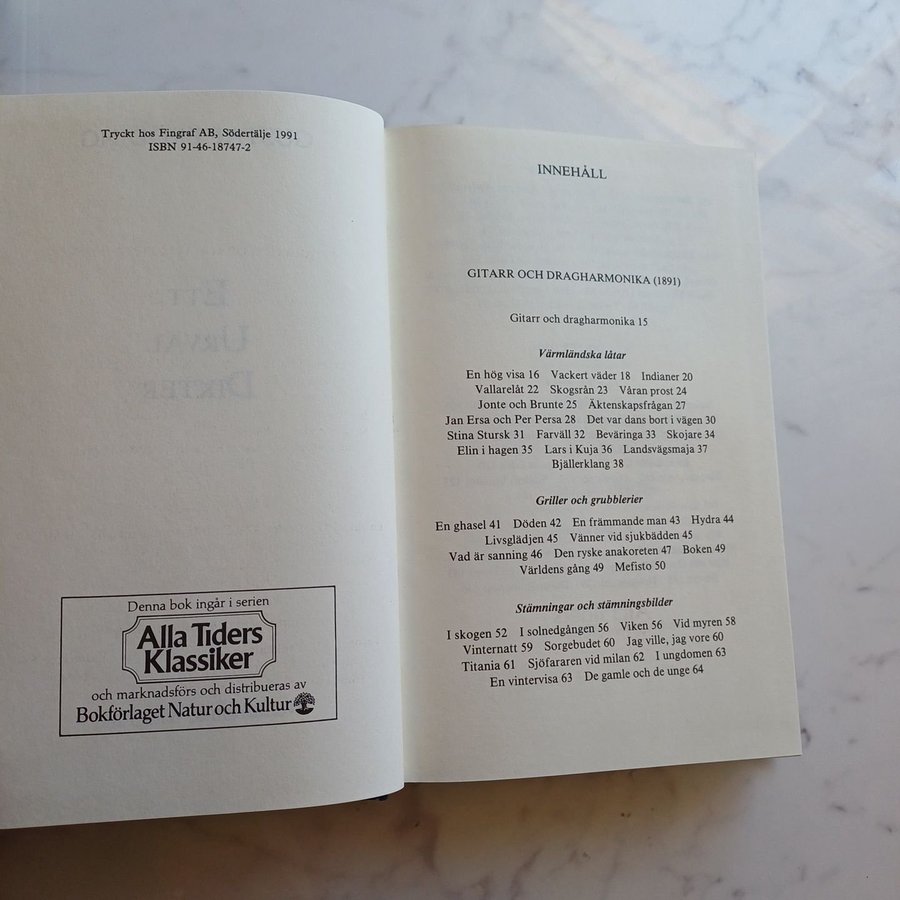 Tryckt hos Fingraf AB, Södertälje 1991
ISBN 91-46-18747-2
Denna bok ingår i serien
Alla Tiders
Klassiker
och marknadsförs och distribueras av
Bokförlaget Natur och Kultur
INNEHÅLL
GITARR OCH DRAGHARMONIKA (1891)
Gitarr och dragharmonika 15
Värmländska låtar
En hög visa 16 Vackert väder 18 Indianer 20
Vallarelåt 22 Skogsrån 23 Våran prost 24
Jonte och Brunte 25 Äktenskapsfrågan 27
Jan Ersa och Per Persa 28 Det var dans bort i vägen 30
Stina Stursk 31 Farväll 32 Beväringa 33 Skojare 34
Elin i hagen 35 Lars i Kuja 36 Landsvägsmaja 37
Bjällerklang 38
Griller och grubblerier
En ghasel 41 Döden 42 En främmande man 43 Hydra 44
Livsglädjen 45 Vänner vid sjukbädden 45
Vad är sanning 46 Den ryske anakoreten 47 Boken 49
Världens gång 49 Mefisto 50
Stämningar och stämningsbilder
I skogen 52 I solnedgången 56 Viken 56 Vid myren 58
Vinternatt 59 Sorgebudet 60 Jag ville, jag vore 60
Titania 61 Sjöfararen vid milan 62 I ungdomen 63
En vintervisa 63 De gamle och de unge 64